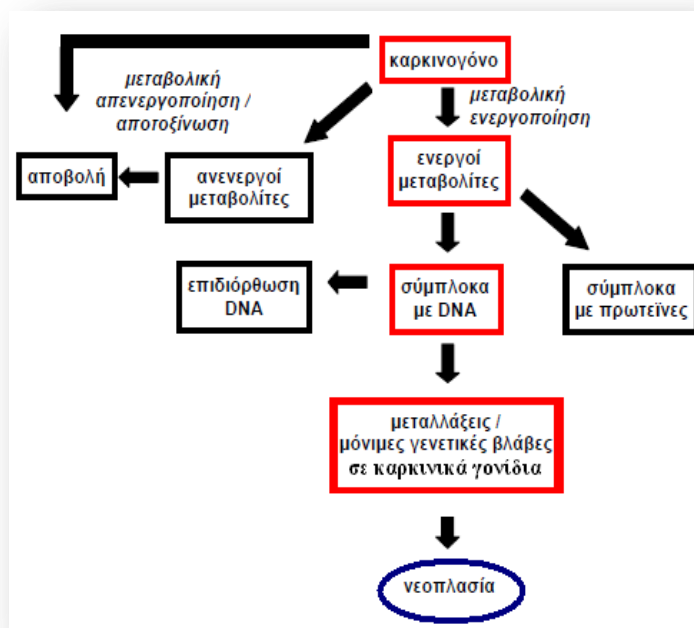 καρκινογόνο
μεταβολική
απενεργοποίηση /
αποτοξίνωση
μεταβολική
ενεργοποίηση
αποβολή
ανενεργοί
μεταβολίτες
ενεργοί
μεταβολίτες
επιδιόρθωση
DNA
σύμπλοκα
με DNA
σύμπλοκα
με πρωτεϊνες
μεταλλάξεις /
μόνιμες γενετικές βλάβες
σε καρκινικά γονίδια
νεοπλασία